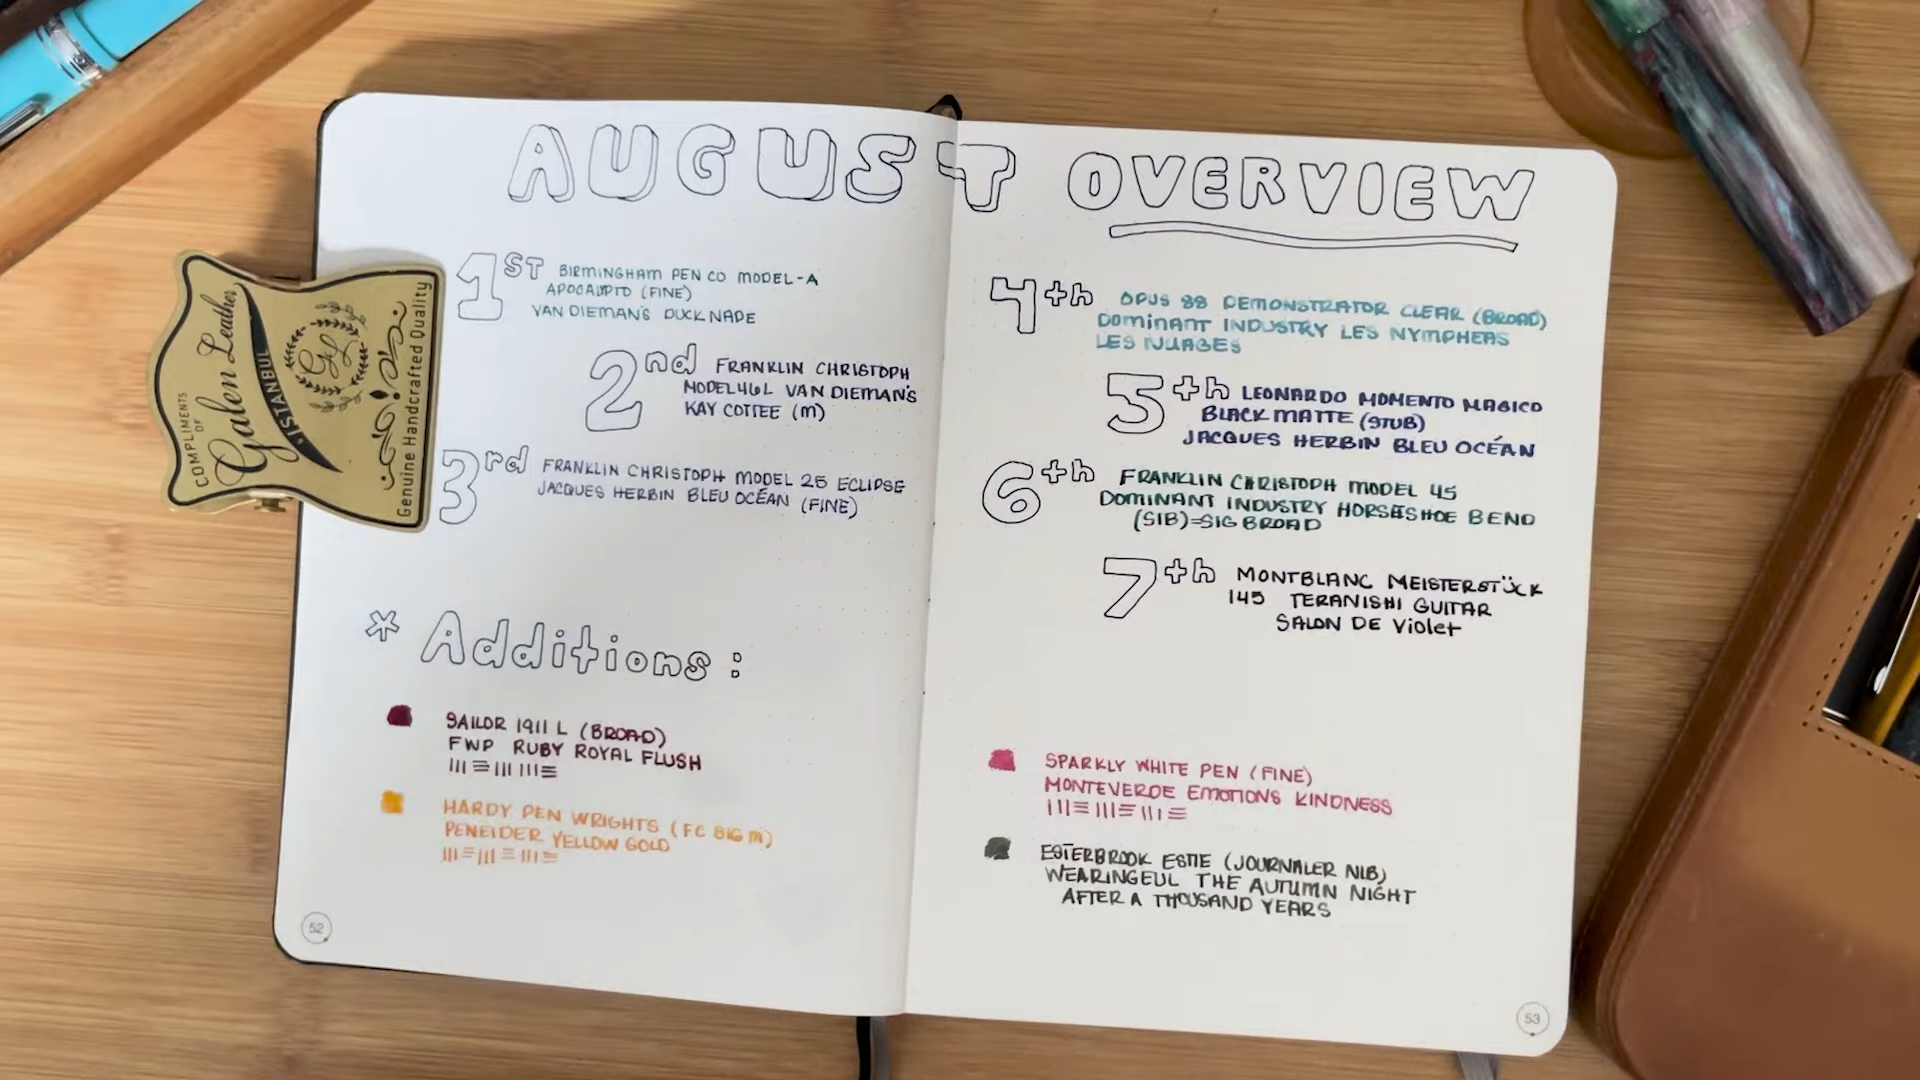 AUGUST OVERVIEW
1ST BIRMINGHAM PEN CO MODEL-A
APOCALYPTO (FINE)
VAN DIEMAN'S DUCK NAPE
2nd FRANKLIN CHRISTOPH
MODEL 46L VAN DIEMAN'S
KAY COTTEE (M)
3rd FRANKLIN CHRISTOPH MODEL 25 ECLIPSE
JACQUES HERBIN BLEU OCÉAN (FINE)
* Additions:
SAILOR 1911 L (BROAD)
FWP RUBY ROYAL FLUSH
HARDY PEN WRIGHTS (FC SIG M)
PENEIDER YELLOW GOLD
52
4th OPUS 88 DEMONSTRATOR CLEAR (BROAD)
DOMINANT INDUSTRY LES NYMPHEAS
LES NUAGES
5th LEONARDO MOMENTO MAGICO
BLACK MATTE (STUB)
JACQUES HERBIN BLEU OCÉAN
6th FRANKLIN CHRISTOPH MODEL 45
DOMINANT INDUSTRY HORSESHOE BEND
(SIB)=SIG BROAD
7th MONTBLANC MEISTERSTÜCK
145 TERANISHI GUITAR
SALON DE Violet
SPARKLY WHITE PEN (FINE)
MONTEVERDE EMOTIONS KINDNESS
ESTERBROOK ESTIE (JOURNALER NIB)
WEARINGEUL THE AUTUMN NIGHT
AFTER A THOUSAND YEARS
53
COMPLIMENTS
OF
Galen Leather
• ISTANBUL
GL
Genuine Handcrafted Quality